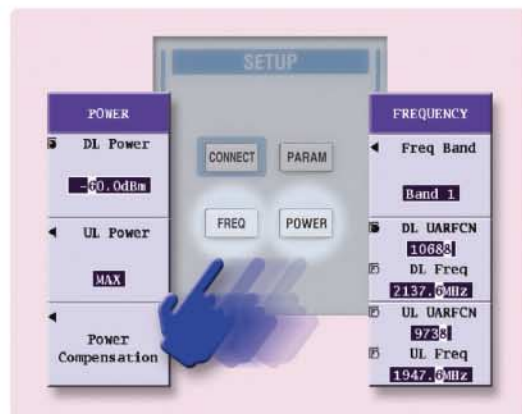 SETUP
POWER
DL Power
-60.0dBm
UL Power
MAX
Power
Compensation
CONNECT
PARAM
FREQ
POWER
FREQUENCY
Freq Band
Band 1
DL UARFCN
10688
DL Freq
2137.6MHz
UL UARFCN
9738
UL Freq
1947.6MHz